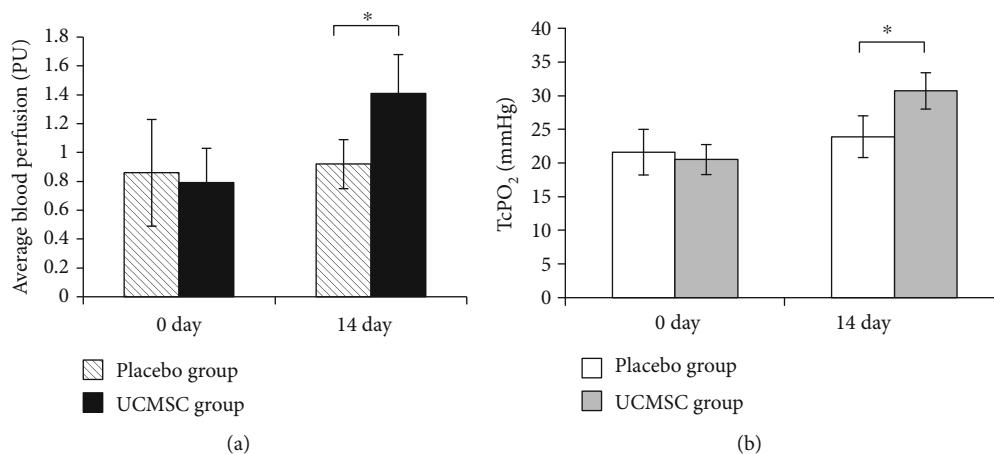 Average blood perfusion (PU)
1.8
1.6
1.4
1.2
1
0.8
0.6
0.4
0.2
0
*
0 day
14 day
Placebo group
UCMSC group
(a)
TcPO₂ (mmHg)
40
35
30
25
20
15
10
5
0
*
0 day
14 day
Placebo group
UCMSC group
(b)